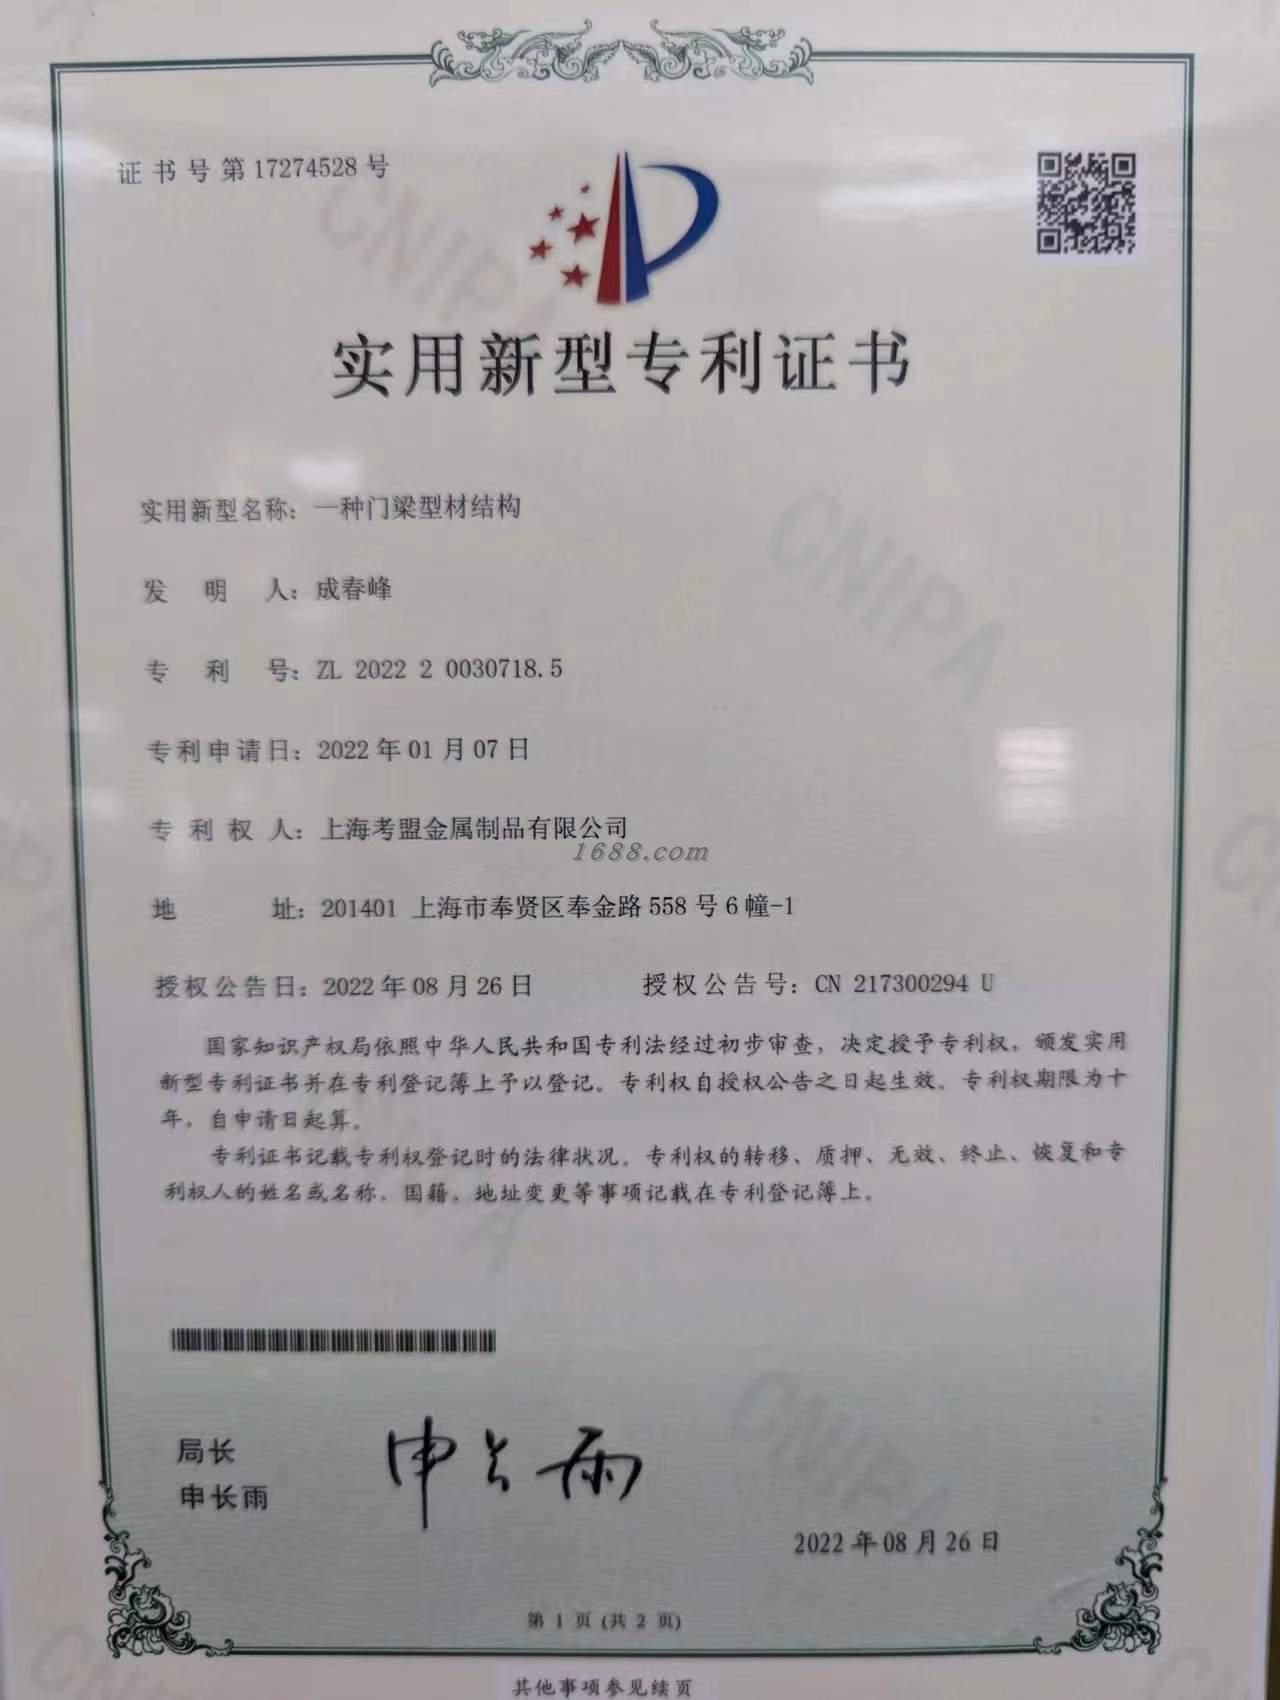 证书号第17274528号
实用新型专利证书
实用新型名称：一种门梁型材结构
发明人：成春峰
专利号：ZL 2022 2 0030718.5
专利申请日：2022年01月07日
专利权人：上海考盟金属制品有限公司
1688.com
地址：201401 上海市奉贤区奉金路558号6幢-1
授权公告日：2022年08月26日 授权公告号：CN 217300294 U
国家知识产权局依照中华人民共和国专利法经过初步审查，决定授予专利权，颁发实用
新型专利证书并在专利登记簿上予以登记。专利权自授权公告之日起生效。专利权期限为十
年，自申请日起算。
专利证书记载专利权登记时的法律状况。专利权的转移、质押、无效、终止、恢复和专
利权人的姓名或名称、国籍、地址变更等事项记载在专利登记簿上。
局长
申长雨
申长雨
2022年08月26日
第 1 页 (共 2 页)
其他事项参见续页
CNIPA
CNIPA
CNIPA